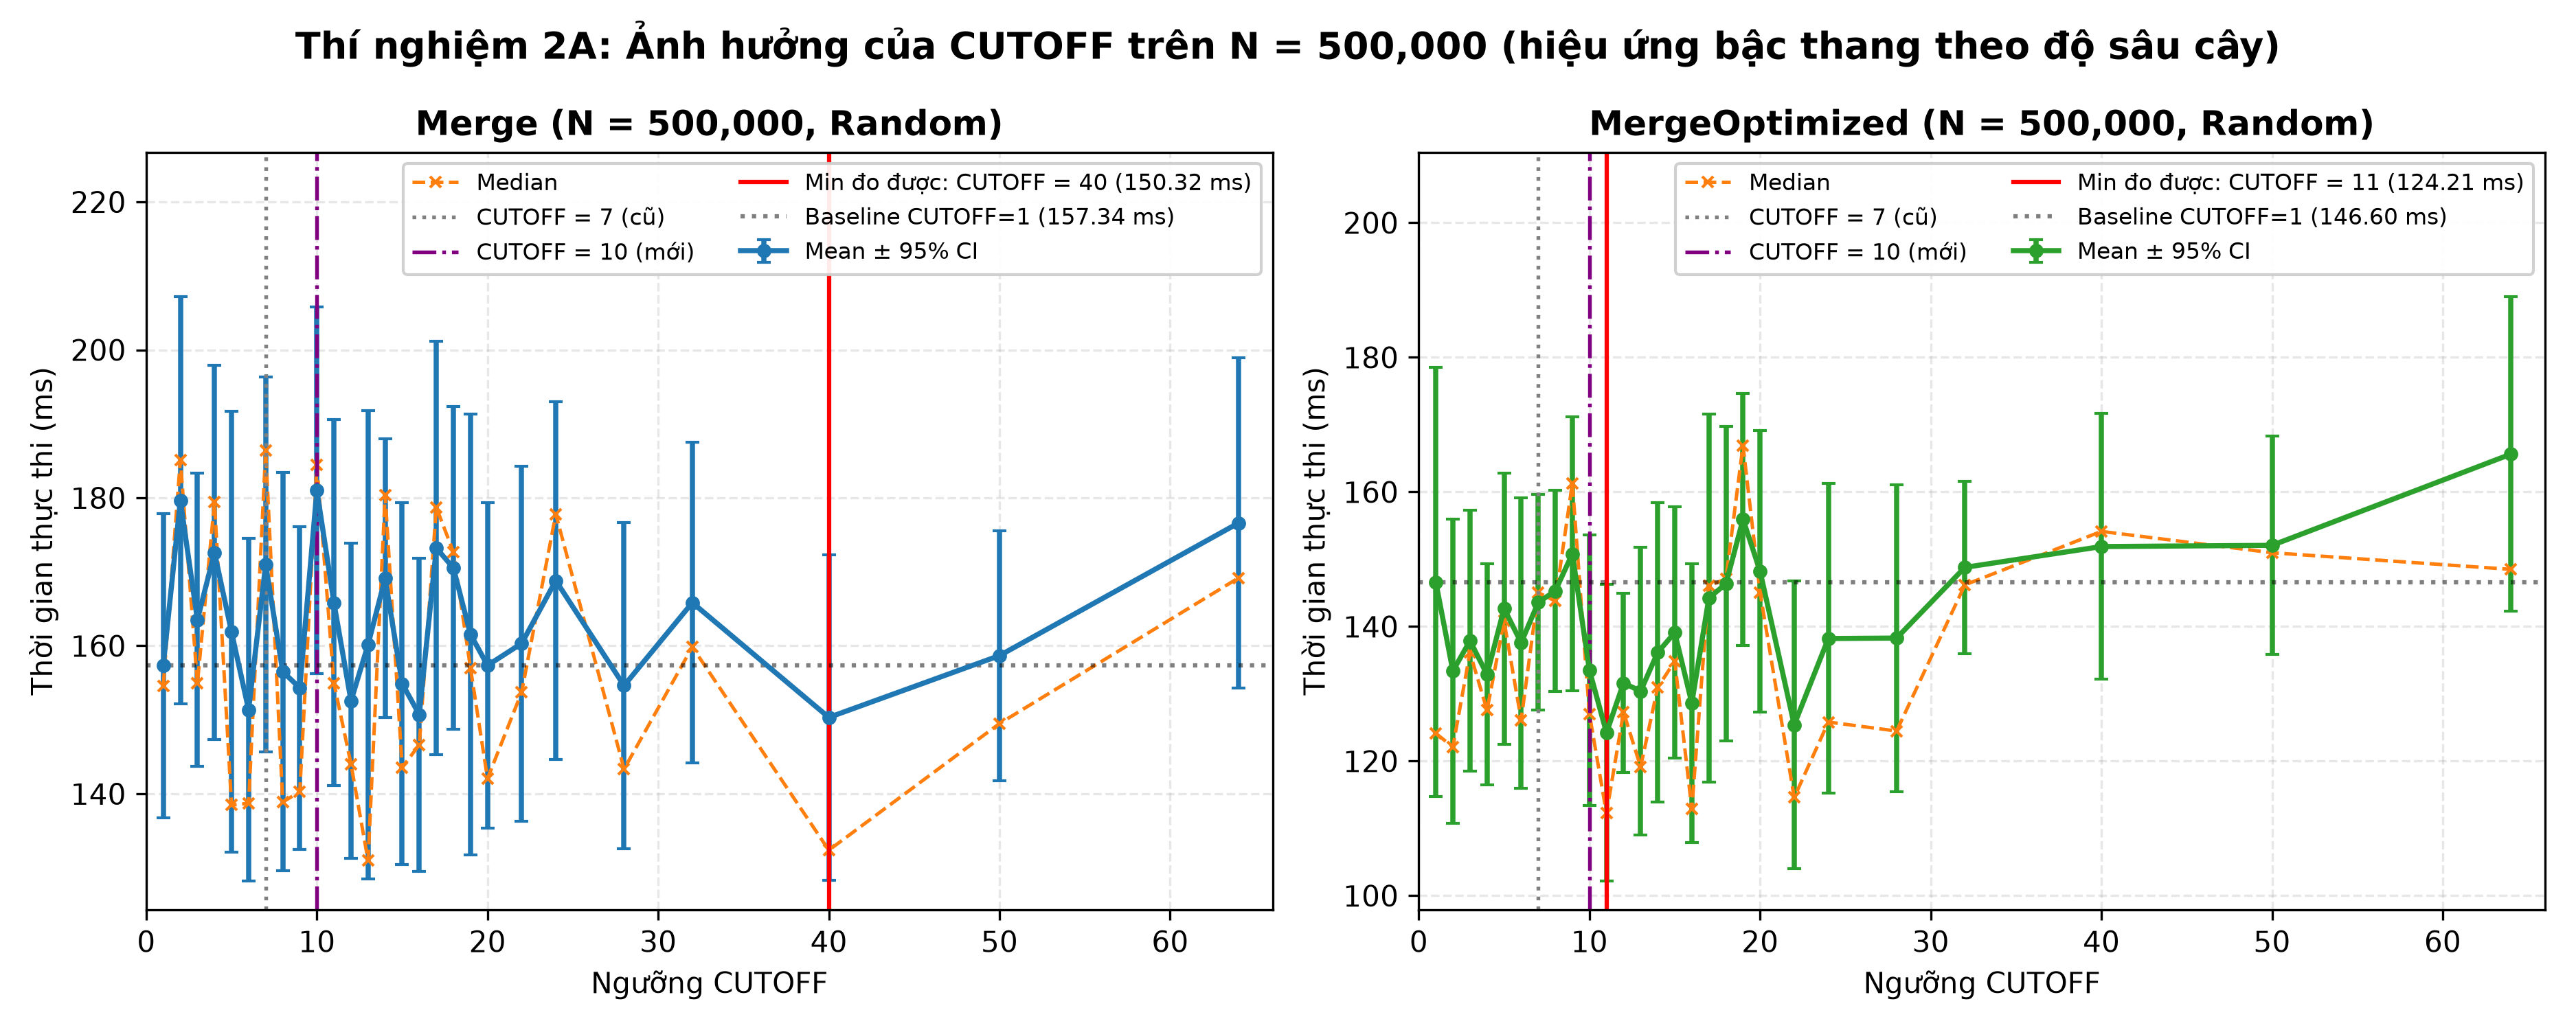 Thí nghiệm 2A: Ảnh hưởng của CUTOFF trên N = 500,000 (hiệu ứng bậc thang theo độ sâu cây)
Merge (N = 500,000, Random)
Median
CUTOFF = 7 (cũ)
CUTOFF = 10 (mới)
Min đo được: CUTOFF = 40 (150.32 ms)
Baseline CUTOFF=1 (157.34 ms)
Mean ± 95% CI
Thời gian thực thi (ms)
220
200
180
160
140
0 10 20 30 40 50 60
Ngưỡng CUTOFF
MergeOptimized (N = 500,000, Random)
Median
CUTOFF = 7 (cũ)
CUTOFF = 10 (mới)
Min đo được: CUTOFF = 11 (124.21 ms)
Baseline CUTOFF=1 (146.60 ms)
Mean ± 95% CI
Thời gian thực thi (ms)
200
180
160
140
120
100
0 10 20 30 40 50 60
Ngưỡng CUTOFF